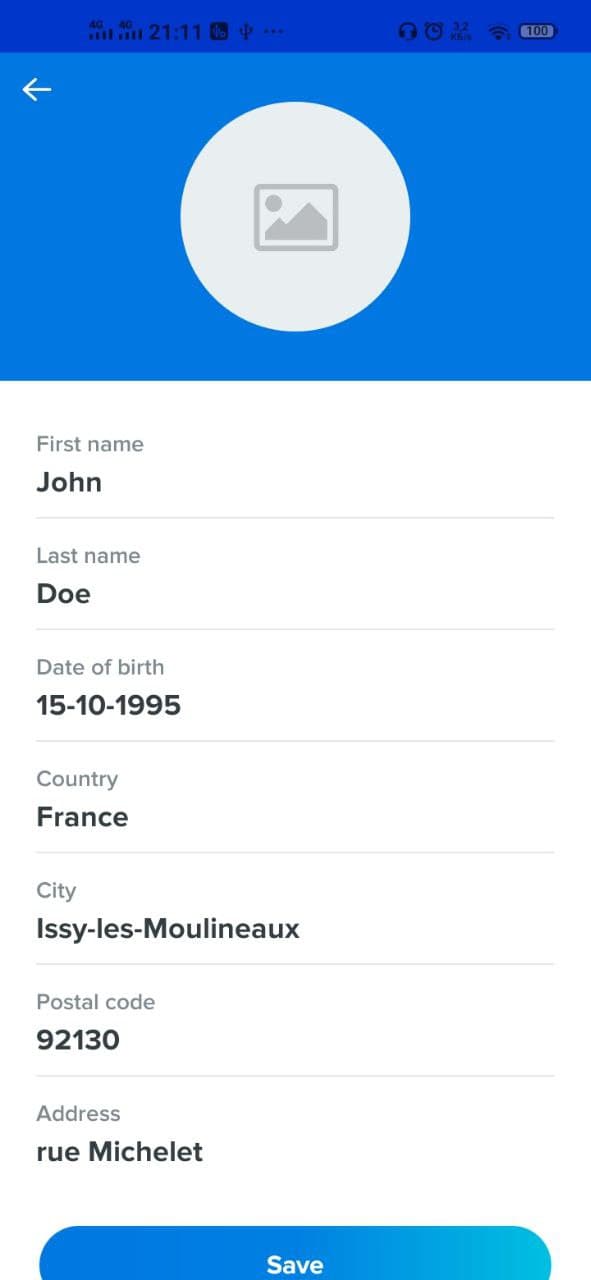 4G 4G 21:11 3,2 КБ/s 100
First name
John
Last name
Doe
Date of birth
15-10-1995
Country
France
City
Issy-les-Moulineaux
Postal code
92130
Address
rue Michelet
Save